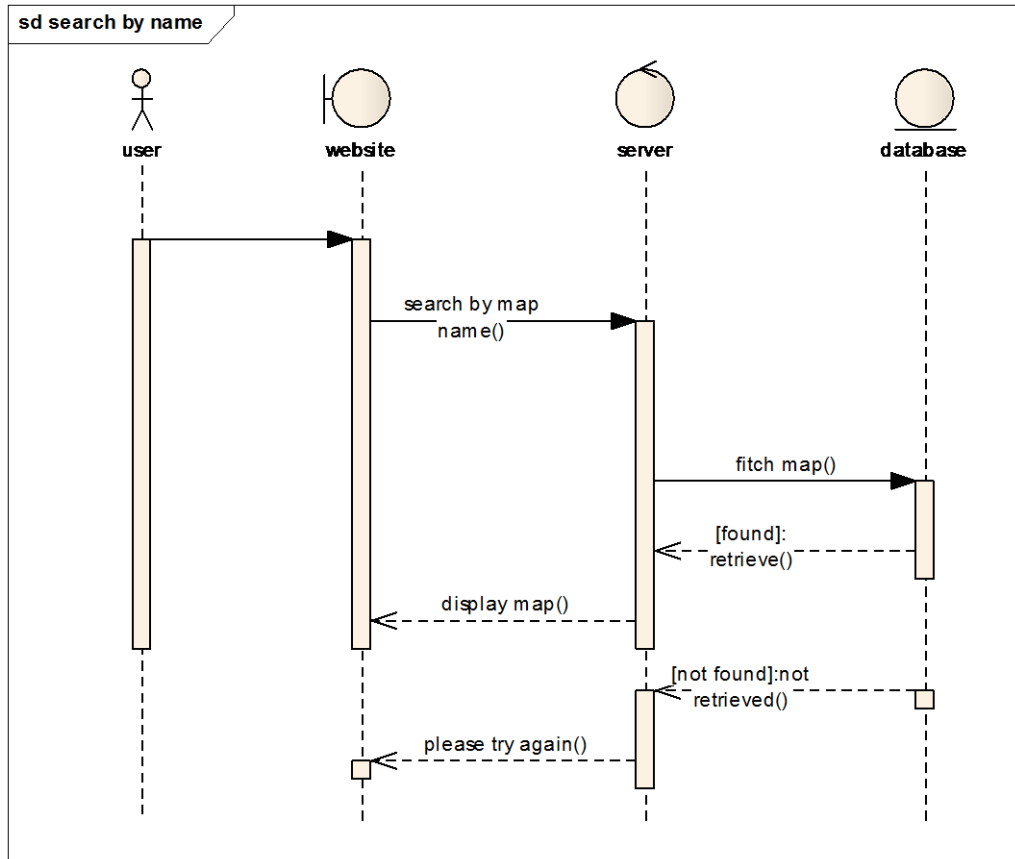 sd search by name
user
website
server
database
search by map
name()
fitch map()
[found]:
retrieve()
display map()
[not found]:not
retrieved()
please try again()